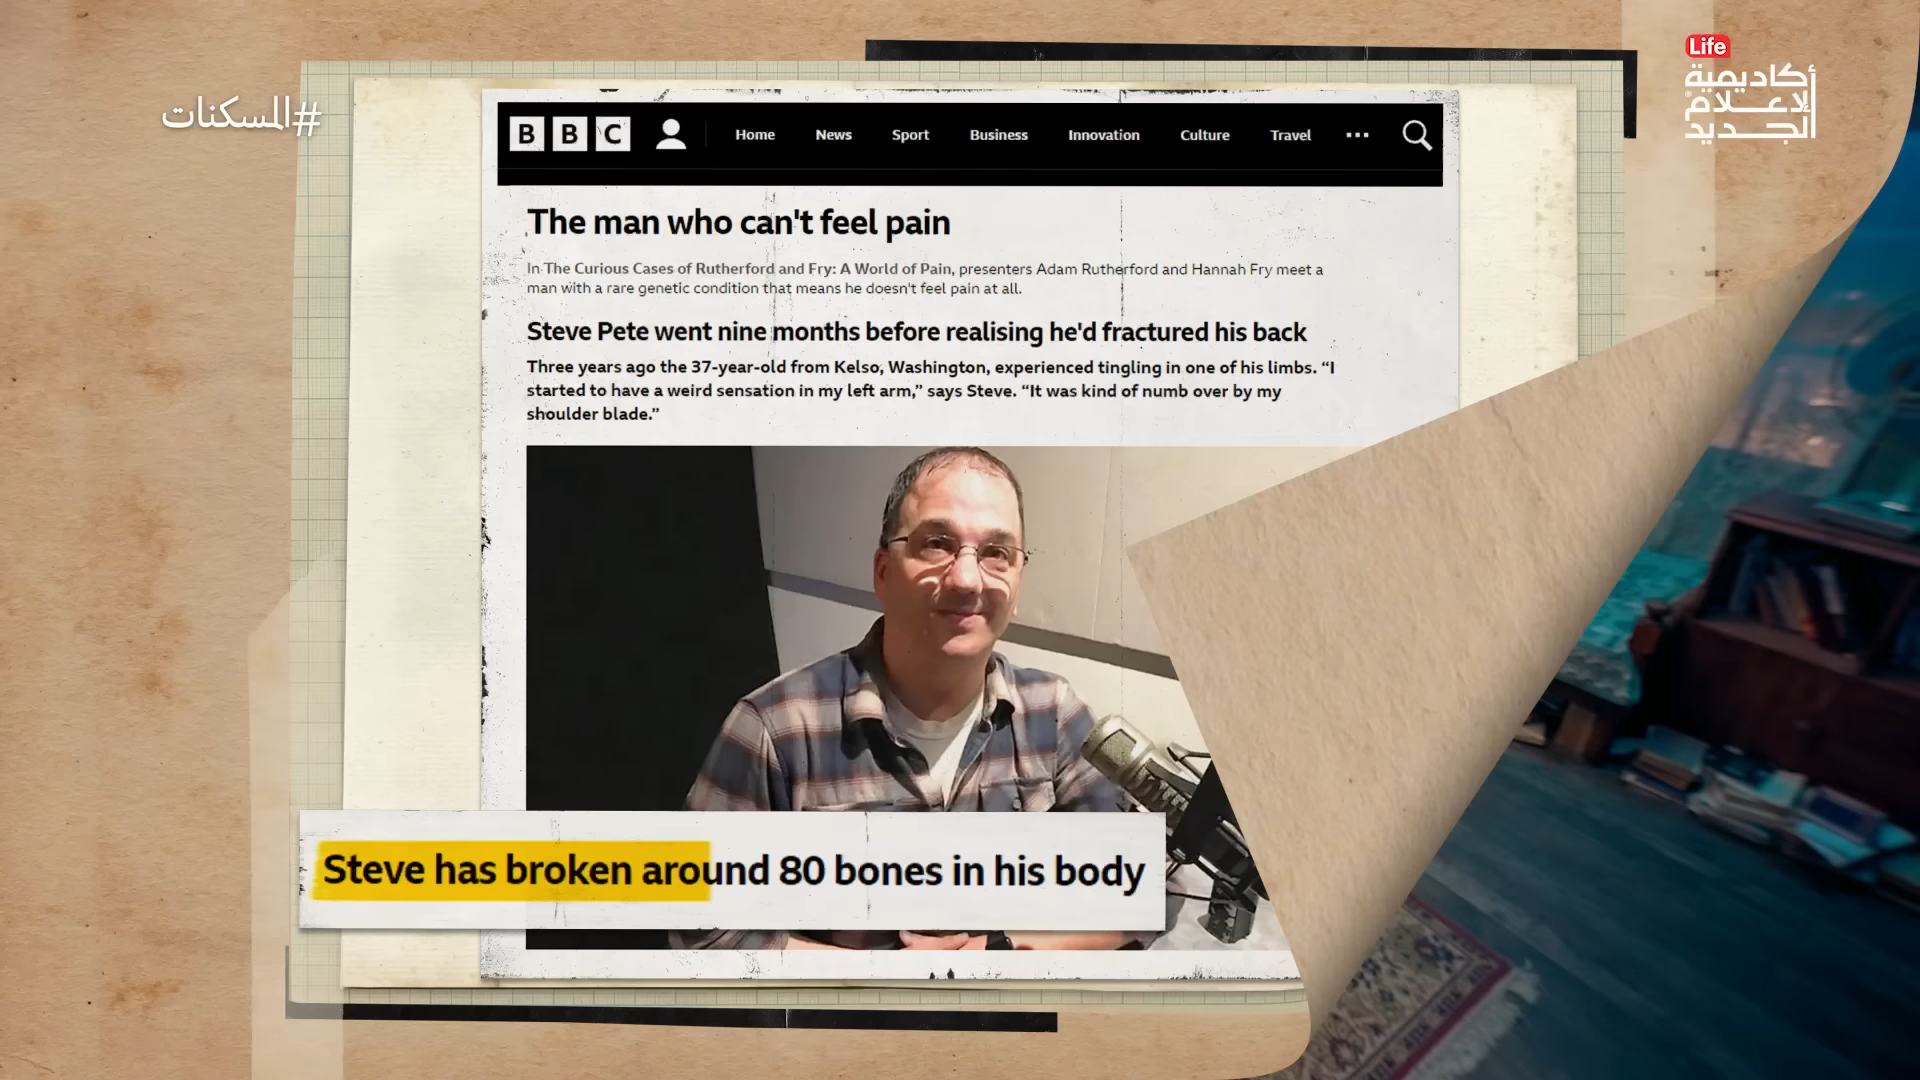 #المسكنات
Life
أكاديمية
الإعلام
الجديد
BBC
Home News Sport Business Innovation Culture Travel
The man who can't feel pain
In The Curious Cases of Rutherford and Fry: A World of Pain, presenters Adam Rutherford and Hannah Fry meet a
man with a rare genetic condition that means he doesn't feel pain at all.
Steve Pete went nine months before realising he'd fractured his back
Three years ago the 37-year-old from Kelso, Washington, experienced tingling in one of his limbs. “I
started to have a weird sensation in my left arm,” says Steve. “It was kind of numb over by my
shoulder blade.”
Steve has broken around 80 bones in his body